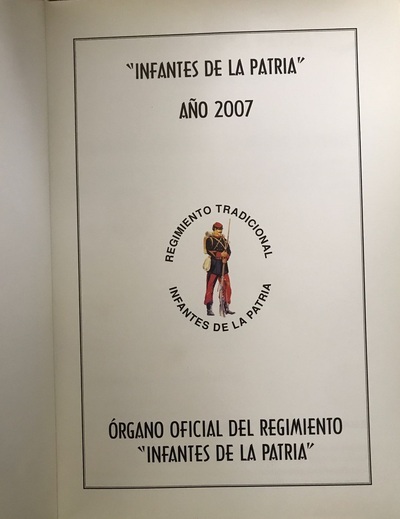 "INFANTES DE LA PATRIA"
AÑO 2007
REGIMIENTO TRADICIONAL
INFANTES DE LA PATRIA
ÓRGANO OFICIAL DEL REGIMIENTO
"INFANTES DE LA PATRIA"